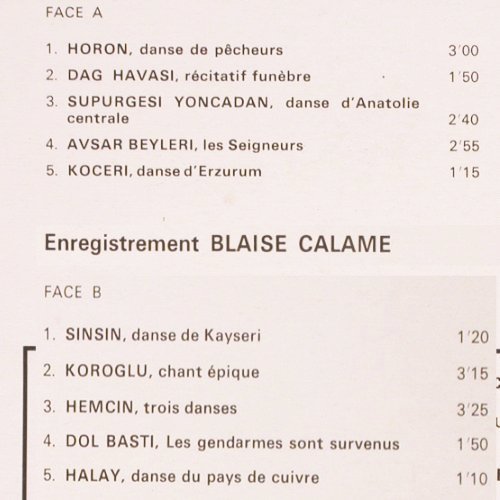 FACE A
1. HORON, danse de pêcheurs 3'00
2. DAG HAVASI, récitatif funèbre 1'50
3. SUPURGESI YONCADAN, danse d'Anatolie
centrale 2'40
4. AVSAR BEYLERI, les Seigneurs 2'55
5. KOCERI, danse d'Erzurum 1'15
Enregistrement BLAISE CALAME
FACE B
1. SINSIN, danse de Kayseri 1'20
2. KOROGLU, chant épique 3'15
3. HEMCIN, trois danses 3'25
4. DOL BASTI, Les gendarmes sont survenus 1'50
5. HALAY, danse du pays de cuivre 1'10